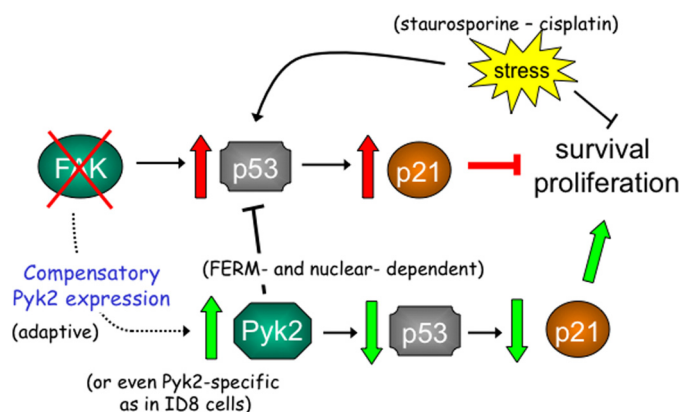 (staurosporine – cisplatin)
stress
FAK
p53
p21
survival
proliferation
Compensatory
Pyk2 expression
(adaptive)
(FERM- and nuclear- dependent)
Pyk2
p53
p21
(or even Pyk2-specific
as in ID8 cells)